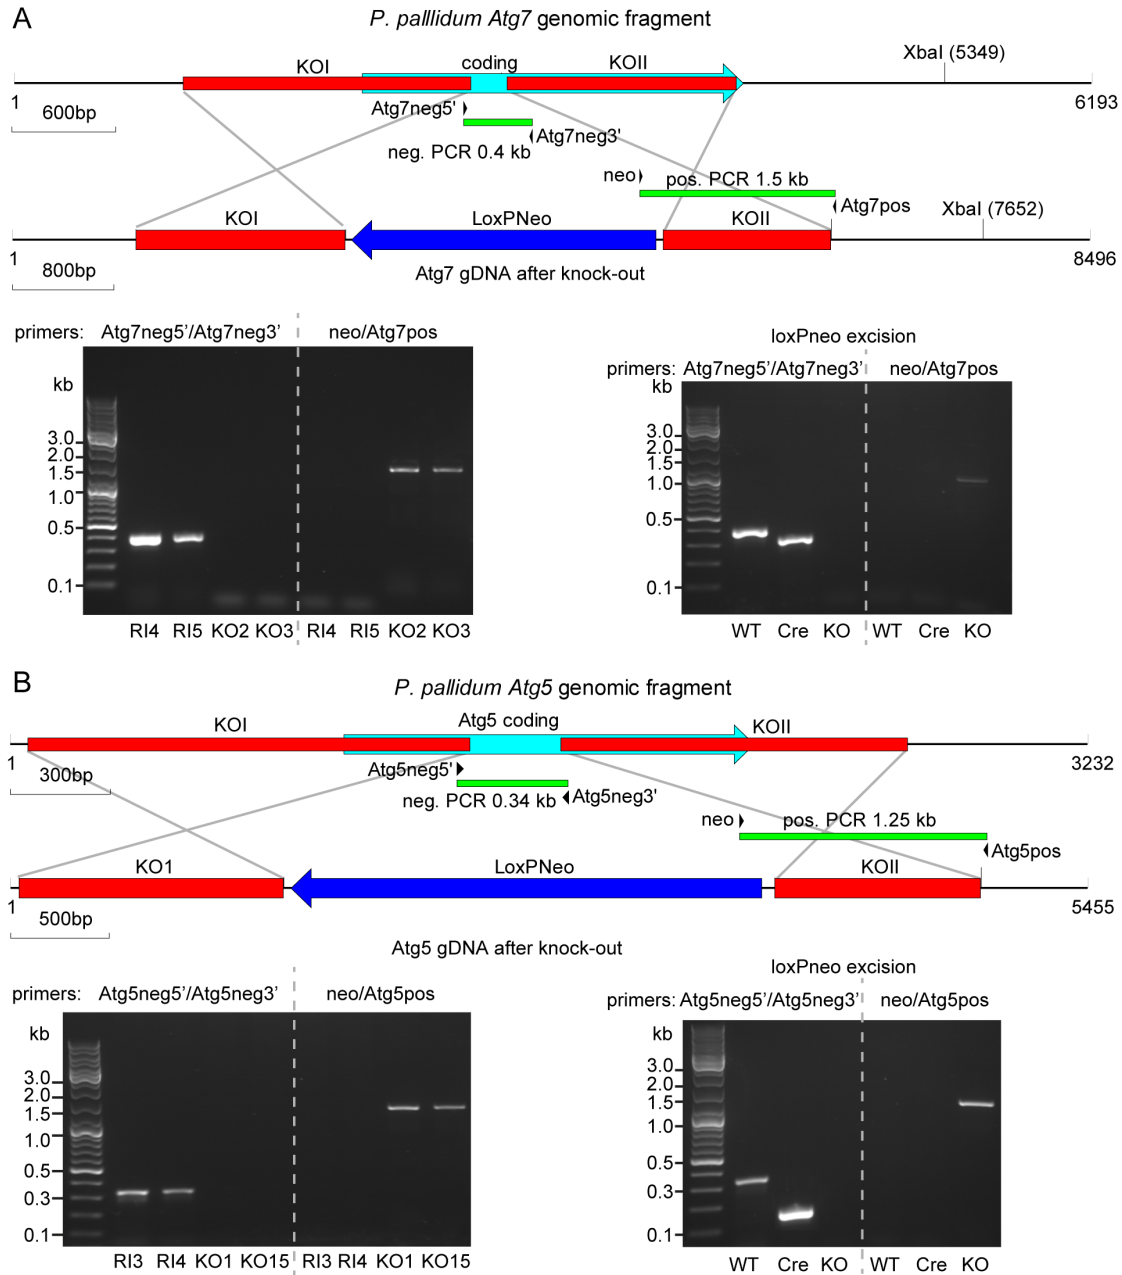 A
P. palllidum Atg7 genomic fragment
XbaI (5349)
KOI
coding
KOII
1
6193
600bp
Atg7neg5'
Atg7neg3'
neg. PCR 0.4 kb
neo
pos. PCR 1.5 kb
Atg7pos
XbaI (7652)
KOI
LoxPNeo
KOII
1
8496
800bp
Atg7 gDNA after knock-out
primers: Atg7neg5’/Atg7neg3’ neo/Atg7pos
kb
3.0
2.0
1.5
1.0
0.5
0.1
RI4 RI5 KO2 KO3 RI4 RI5 KO2 KO3
loxPneo excision
primers: Atg7neg5’/Atg7neg3’ neo/Atg7pos
kb
3.0
2.0
1.5
1.0
0.5
0.1
WT Cre KO WT Cre KO
B
P. pallidum Atg5 genomic fragment
KOI
Atg5 coding
KOII
1
3232
300bp
Atg5neg5'
Atg5neg3'
neg. PCR 0.34 kb
neo
pos. PCR 1.25 kb
Atg5pos
KO1
LoxPNeo
KOII
1
5455
500bp
Atg5 gDNA after knock-out
primers: Atg5neg5’/Atg5neg3’ neo/Atg5pos
kb
3.0
2.0
1.5
1.0
0.5
0.3
0.1
RI3 RI4 KO1 KO15 RI3 RI4 KO1 KO15
loxPneo excision
primers: Atg5neg5’/Atg5neg3’ neo/Atg5pos
kb
3.0
2.0
1.5
1.0
0.5
0.3
0.1
WT Cre KO WT Cre KO